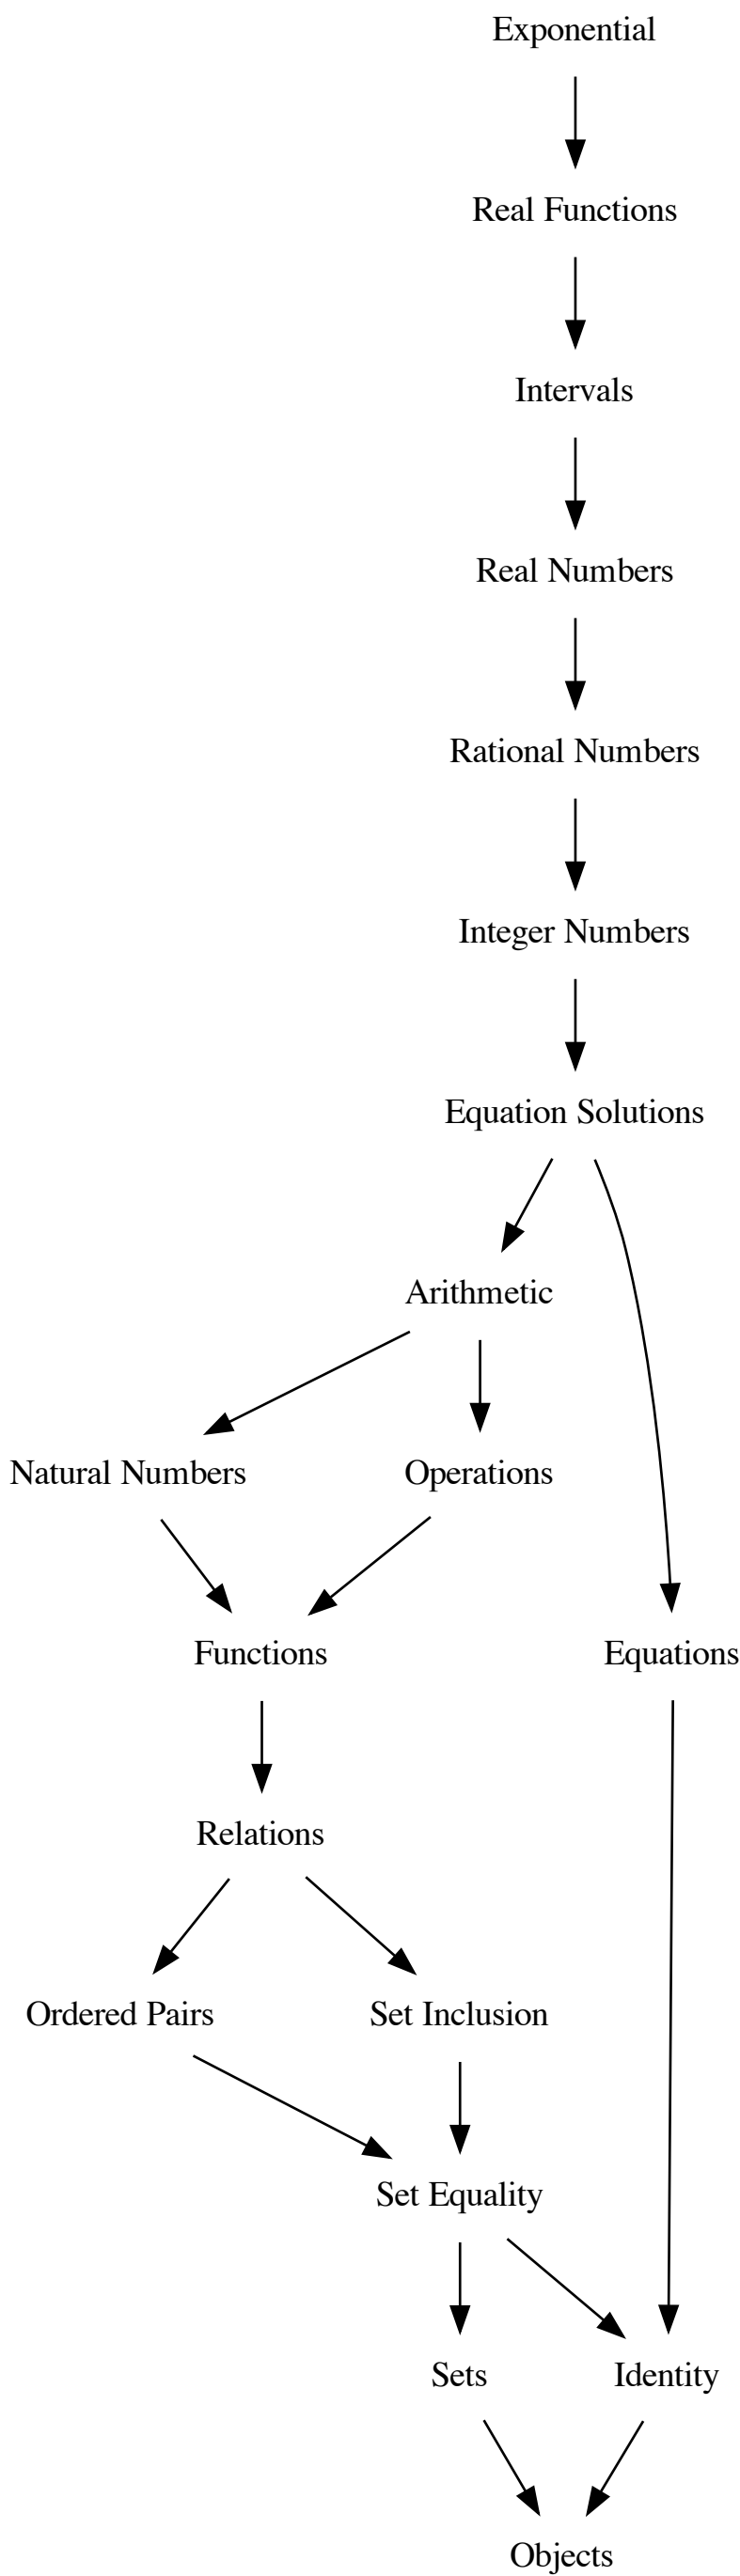 Exponential
Real Functions
Intervals
Real Numbers
Rational Numbers
Integer Numbers
Equation Solutions
Arithmetic
Natural Numbers
Operations
Functions
Equations
Relations
Ordered Pairs
Set Inclusion
Set Equality
Sets
Identity
Objects